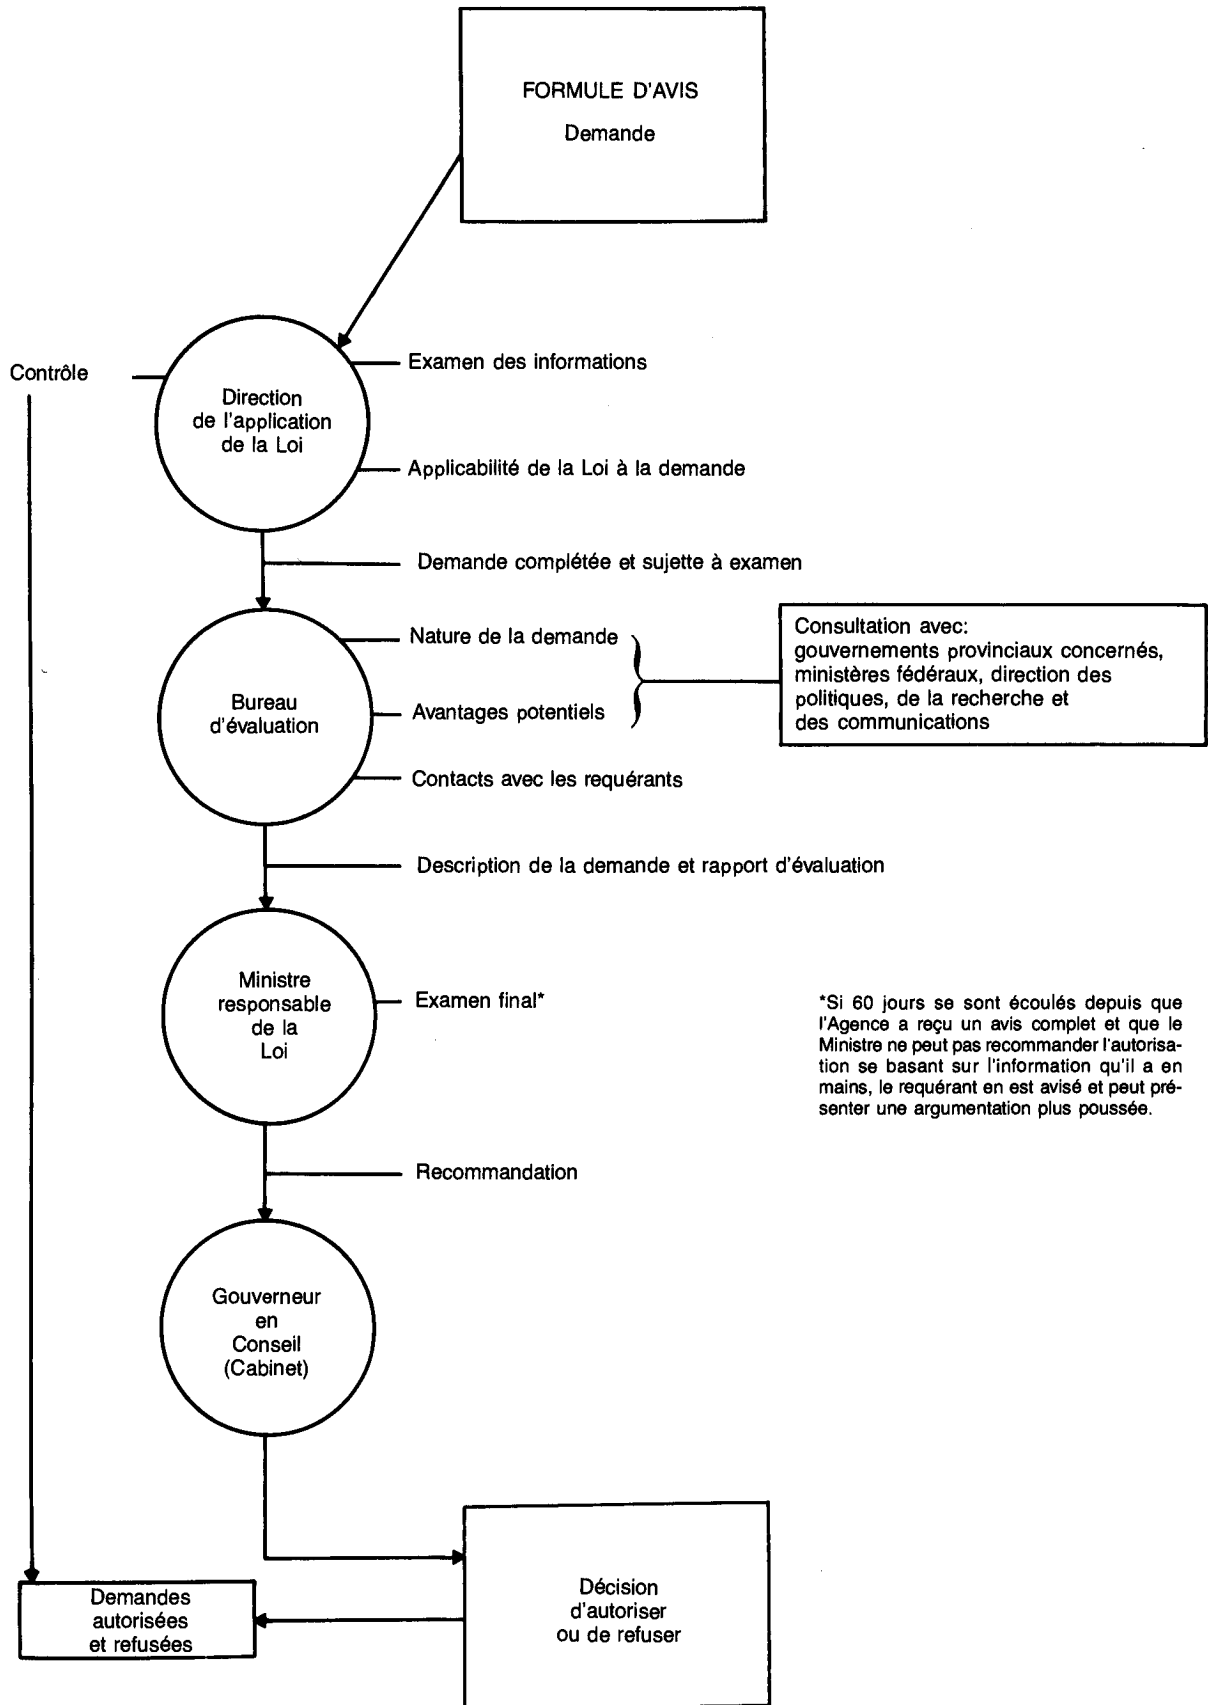 FORMULE D'AVIS
Demande
Contrôle
Direction
de l'application
de la Loi
Examen des informations
Applicabilité de la Loi à la demande
Demande complétée et sujette à examen
Bureau
d'évaluation
Nature de la demande
Avantages potentiels
Contacts avec les requérants
Consultation avec:
gouvernements provinciaux concernés,
ministères fédéraux, direction des
politiques, de la recherche et
des communications
Description de la demande et rapport d'évaluation
Ministre
responsable
de la
Loi
Examen final*
*Si 60 jours se sont écoulés depuis que
l'Agence a reçu un avis complet et que le
Ministre ne peut pas recommander l'autorisa-
tion se basant sur l'information qu'il a en
mains, le requérant en est avisé et peut pré-
senter une argumentation plus poussée.
Recommandation
Gouverneur
en
Conseil
(Cabinet)
Décision
d'autoriser
ou de refuser
Demandes
autorisées
et refusées